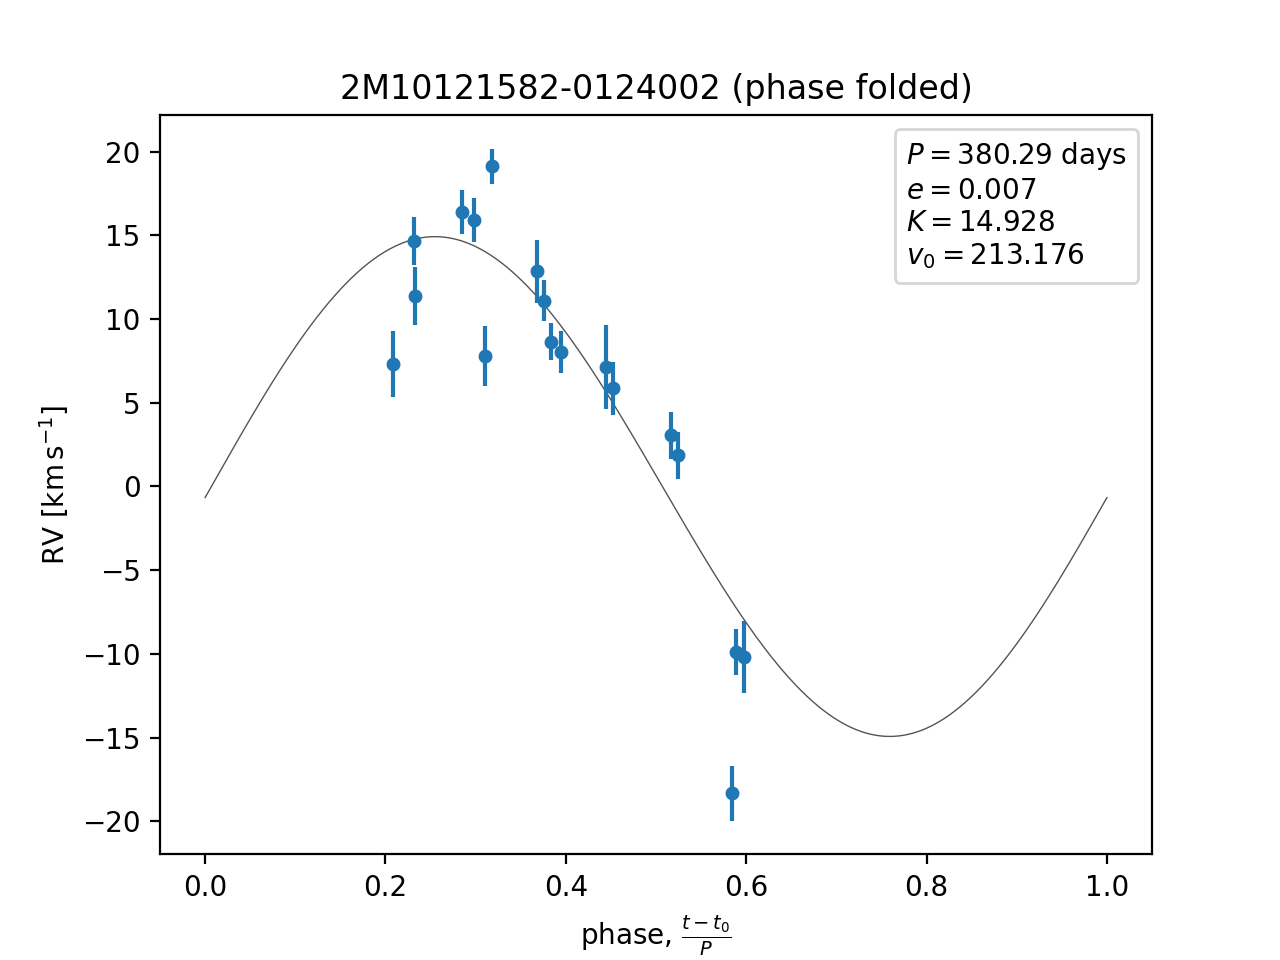 2M10121582-0124002 (phase folded)
P = 380.29 days
e = 0.007
K = 14.928
v₀ = 213.176
20
15
10
5
0
−5
−10
−15
−20
RV [km s⁻¹]
0.0 0.2 0.4 0.6 0.8 1.0
phase, (t − t₀)/P